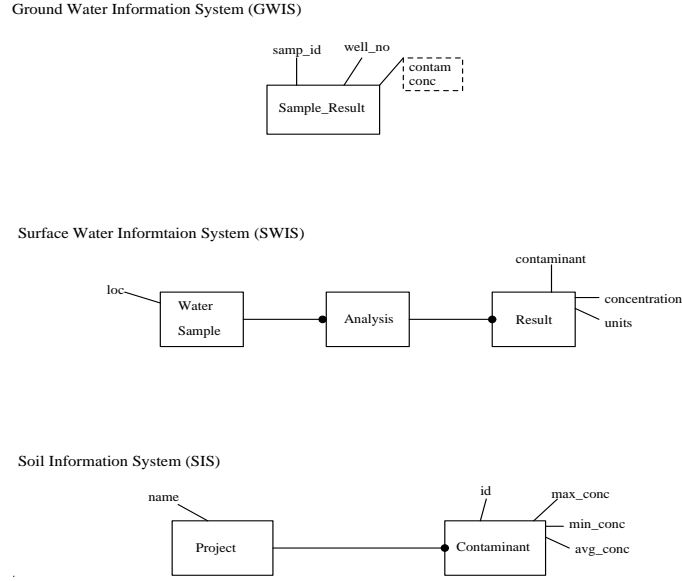 Ground Water Information System (GWIS)
samp_id
well_no
contam
conc
Sample_Result
Surface Water Informtaion System (SWIS)
contaminant
loc
Water
Sample
Analysis
Result
concentration
units
Soil Information System (SIS)
name
id
max_conc
min_conc
avg_conc
Project
Contaminant